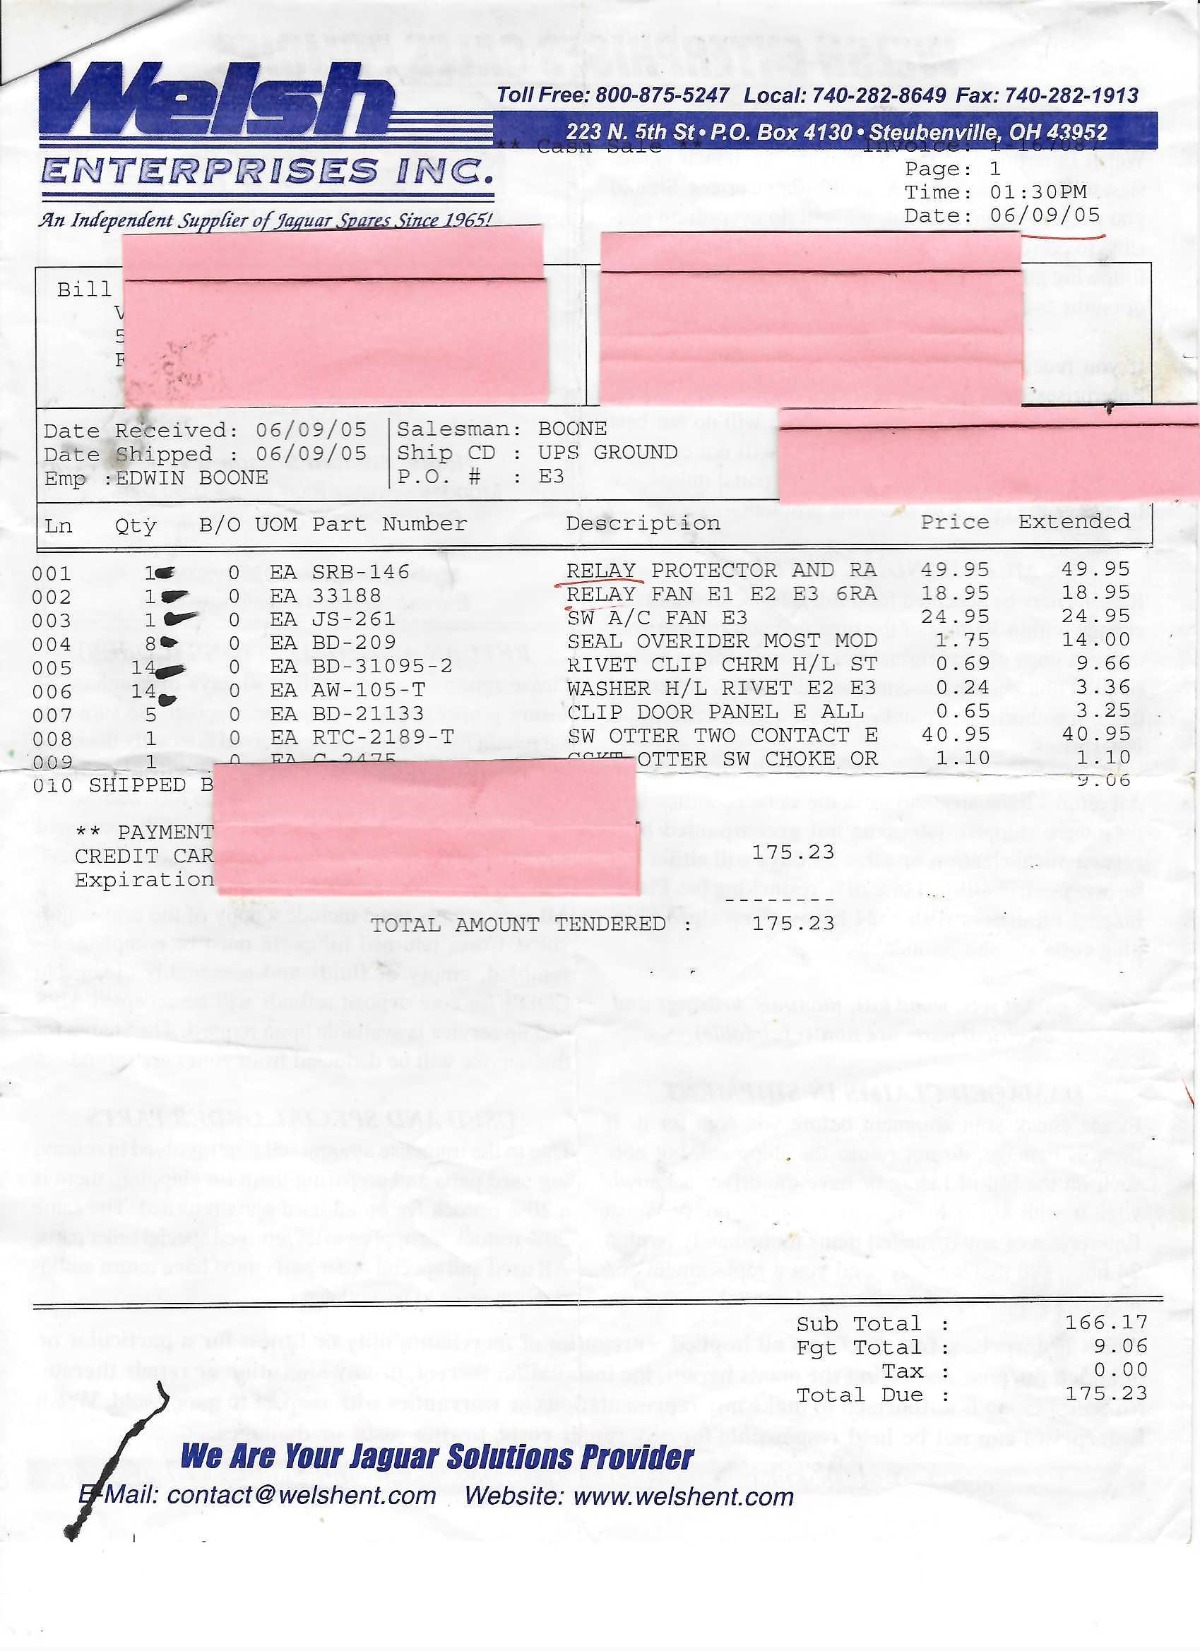 Welsh
ENTERPRISES INC.
An Independent Supplier of Jaguar Spares Since 1965!
Toll Free: 800-875-5247 Local: 740-282-8649 Fax: 740-282-1913
223 N. 5th St • P.O. Box 4130 • Steubenville, OH 43952
** Cash Sale ** Invoice: 1-167087
Page: 1
Time: 01:30PM
Date: 06/09/05
Bill
V
5
F
Date Received: 06/09/05 Salesman: BOONE
Date Shipped : 06/09/05 Ship CD : UPS GROUND
Emp :EDWIN BOONE P.O. # : E3
Ln Qty B/O UOM Part Number Description Price Extended
001 1 0 EA SRB-146 RELAY PROTECTOR AND RA 49.95 49.95
002 1 0 EA 33188 RELAY FAN E1 E2 E3 6RA 18.95 18.95
003 1 0 EA JS-261 SW A/C FAN E3 24.95 24.95
004 8 0 EA BD-209 SEAL OVERIDER MOST MOD 1.75 14.00
005 14 0 EA BD-31095-2 RIVET CLIP CHRM H/L ST 0.69 9.66
006 14 0 EA AW-105-T WASHER H/L RIVET E2 E3 0.24 3.36
007 5 0 EA BD-21133 CLIP DOOR PANEL E ALL 0.65 3.25
008 1 0 EA RTC-2189-T SW OTTER TWO CONTACT E 40.95 40.95
009 1 0 EA C-2475 GSKT OTTER SW CHOKE OR 1.10 1.10
010 SHIPPED B 9.06
** PAYMENT
CREDIT CAR 175.23
Expiration
--------
TOTAL AMOUNT TENDERED : 175.23
Sub Total : 166.17
Fgt Total : 9.06
Tax : 0.00
Total Due : 175.23
We Are Your Jaguar Solutions Provider
E-Mail: contact@welshent.com Website: www.welshent.com